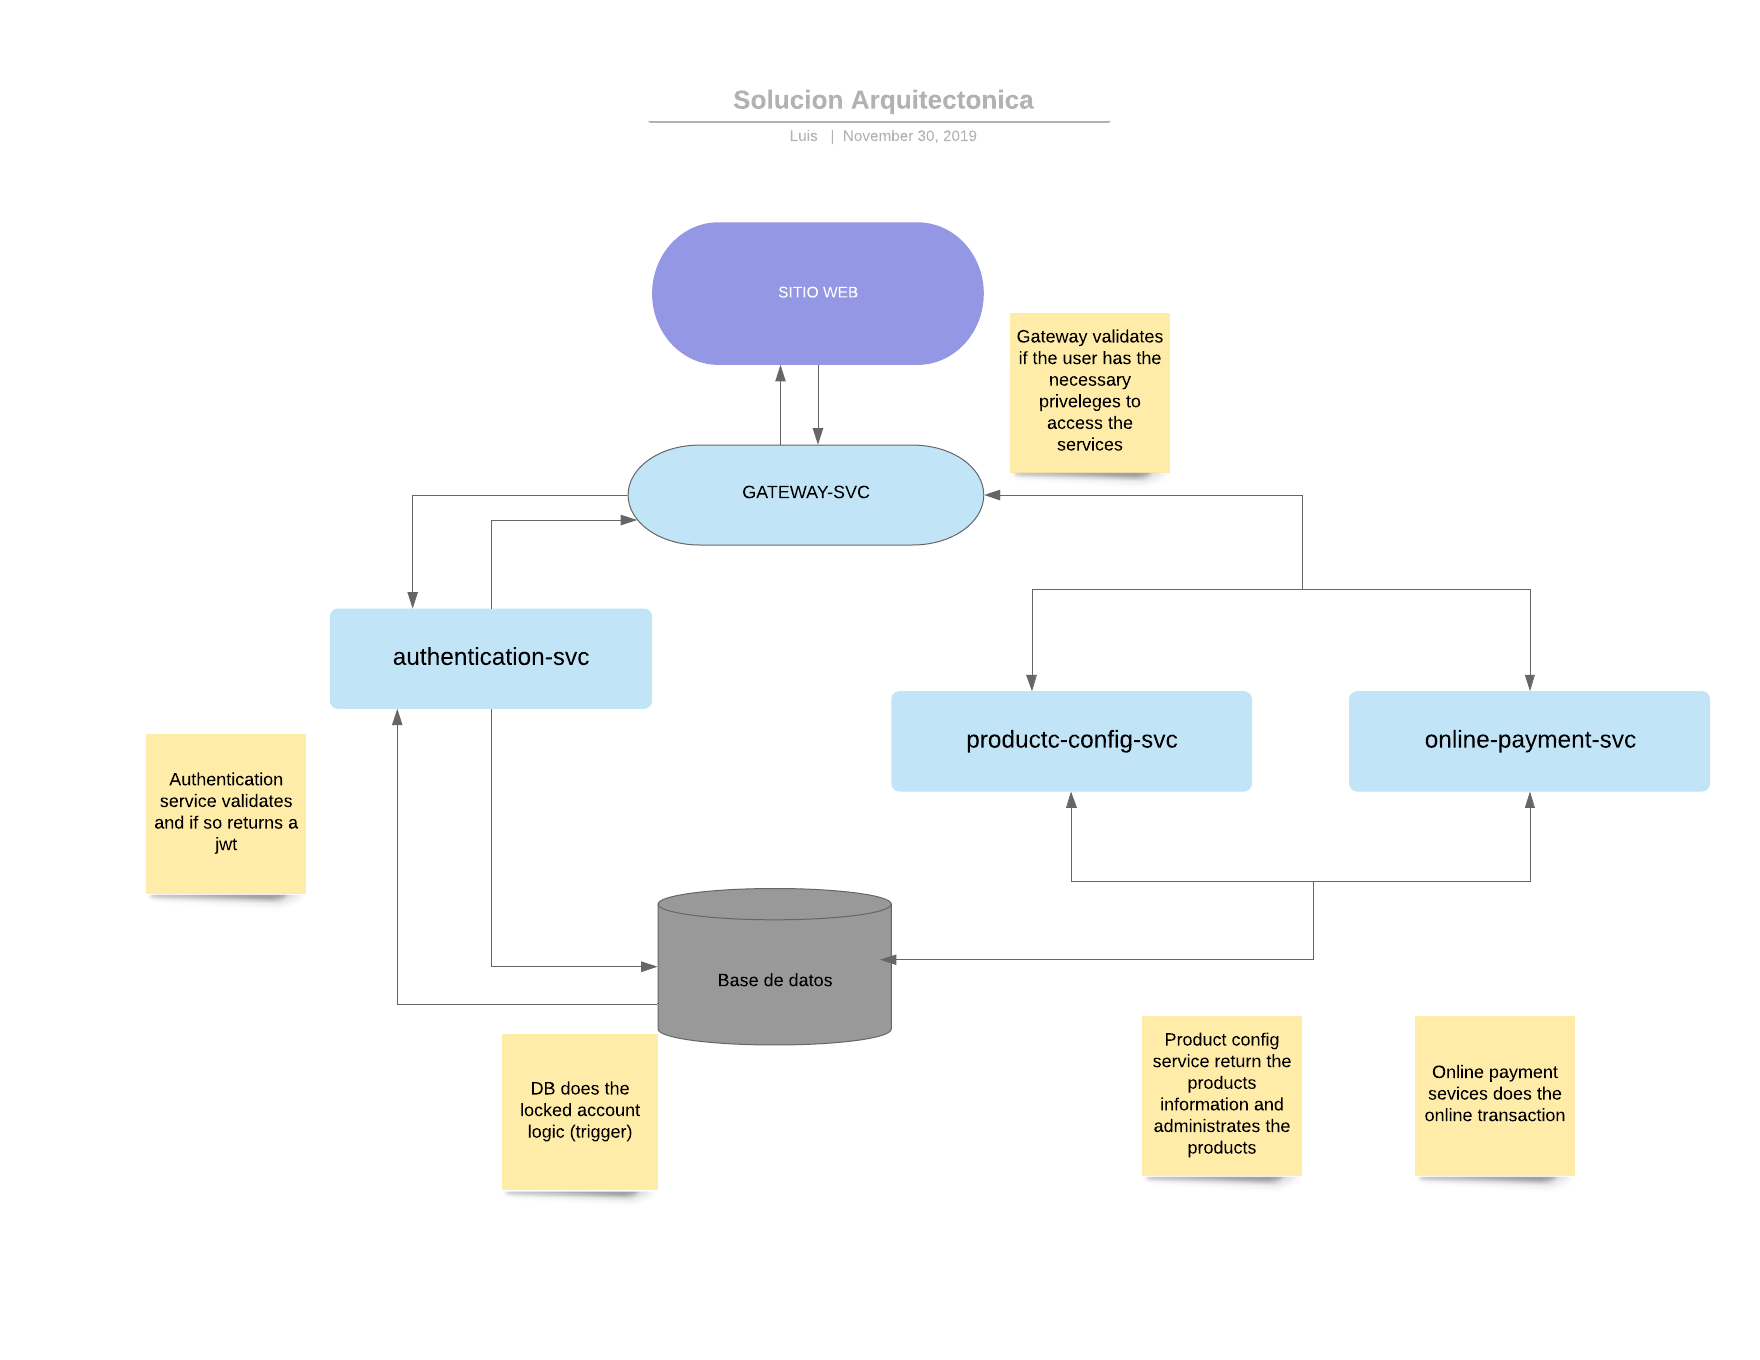 Solucion Arquitectonica
Luis | November 30, 2019
SITIO WEB
Gateway validates
if the user has the
necessary
priveleges to
access the
services
GATEWAY-SVC
authentication-svc
productc-config-svc
online-payment-svc
Authentication
service validates
and if so returns a
jwt
Base de datos
DB does the
locked account
logic (trigger)
Product config
service return the
products
information and
administrates the
products
Online payment
sevices does the
online transaction